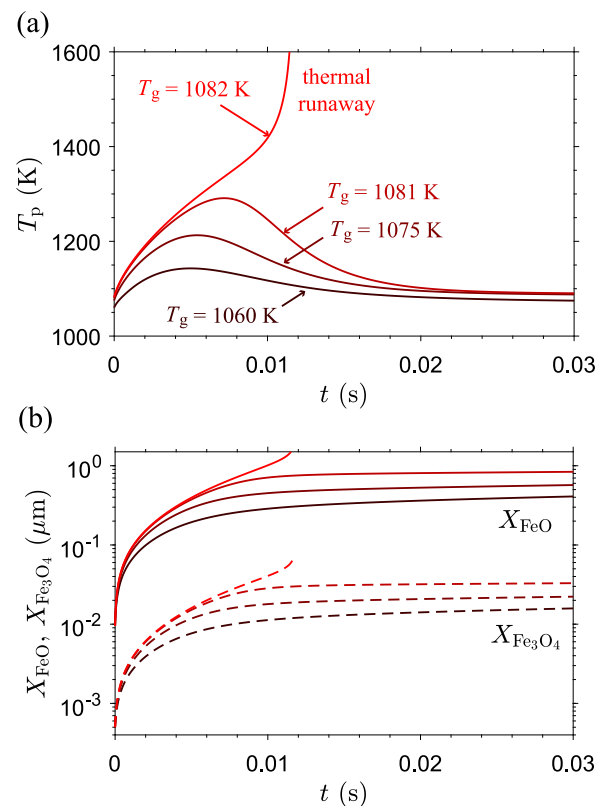 (a)
1600
1400
1200
1000
T_p (K)
T_g = 1082 K
thermal
runaway
T_g = 1081 K
T_g = 1075 K
T_g = 1060 K
0 0.01 0.02 0.03
t (s)
(b)
10^0
10^-1
10^-2
10^-3
X_FeO, X_Fe3O4 (μm)
X_FeO
X_Fe3O4
0 0.01 0.02 0.03
t (s)